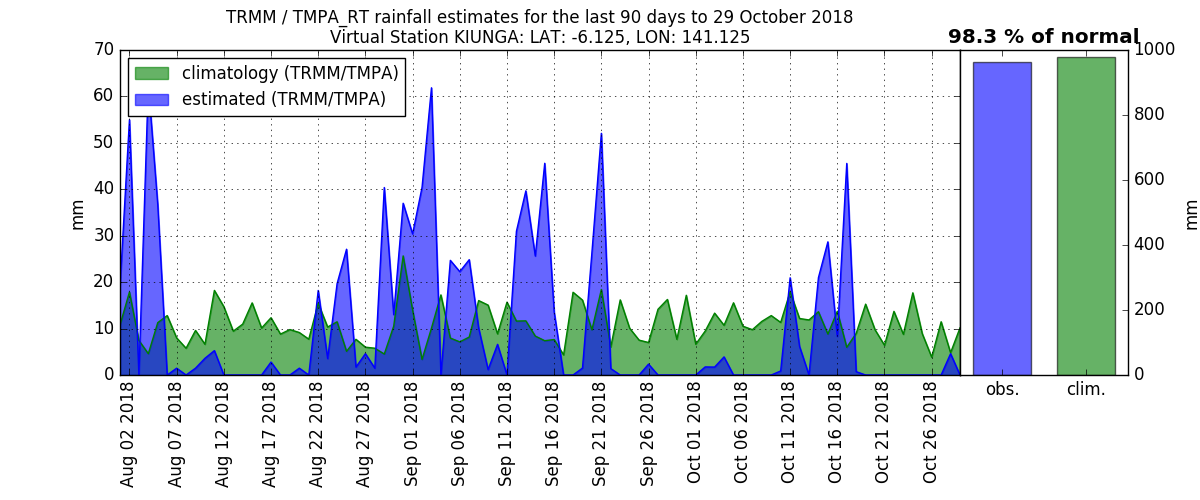 TRMM / TMPA_RT rainfall estimates for the last 90 days to 29 October 2018
Virtual Station KIUNGA: LAT: -6.125, LON: 141.125
98.3 % of normal
climatology (TRMM/TMPA)
estimated (TRMM/TMPA)
70
60
50
40
30
20
10
0
mm
Aug 02 2018
Aug 07 2018
Aug 12 2018
Aug 17 2018
Aug 22 2018
Aug 27 2018
Sep 01 2018
Sep 06 2018
Sep 11 2018
Sep 16 2018
Sep 21 2018
Sep 26 2018
Oct 01 2018
Oct 06 2018
Oct 11 2018
Oct 16 2018
Oct 21 2018
Oct 26 2018
obs.
clim.
1000
800
600
400
200
0
mm